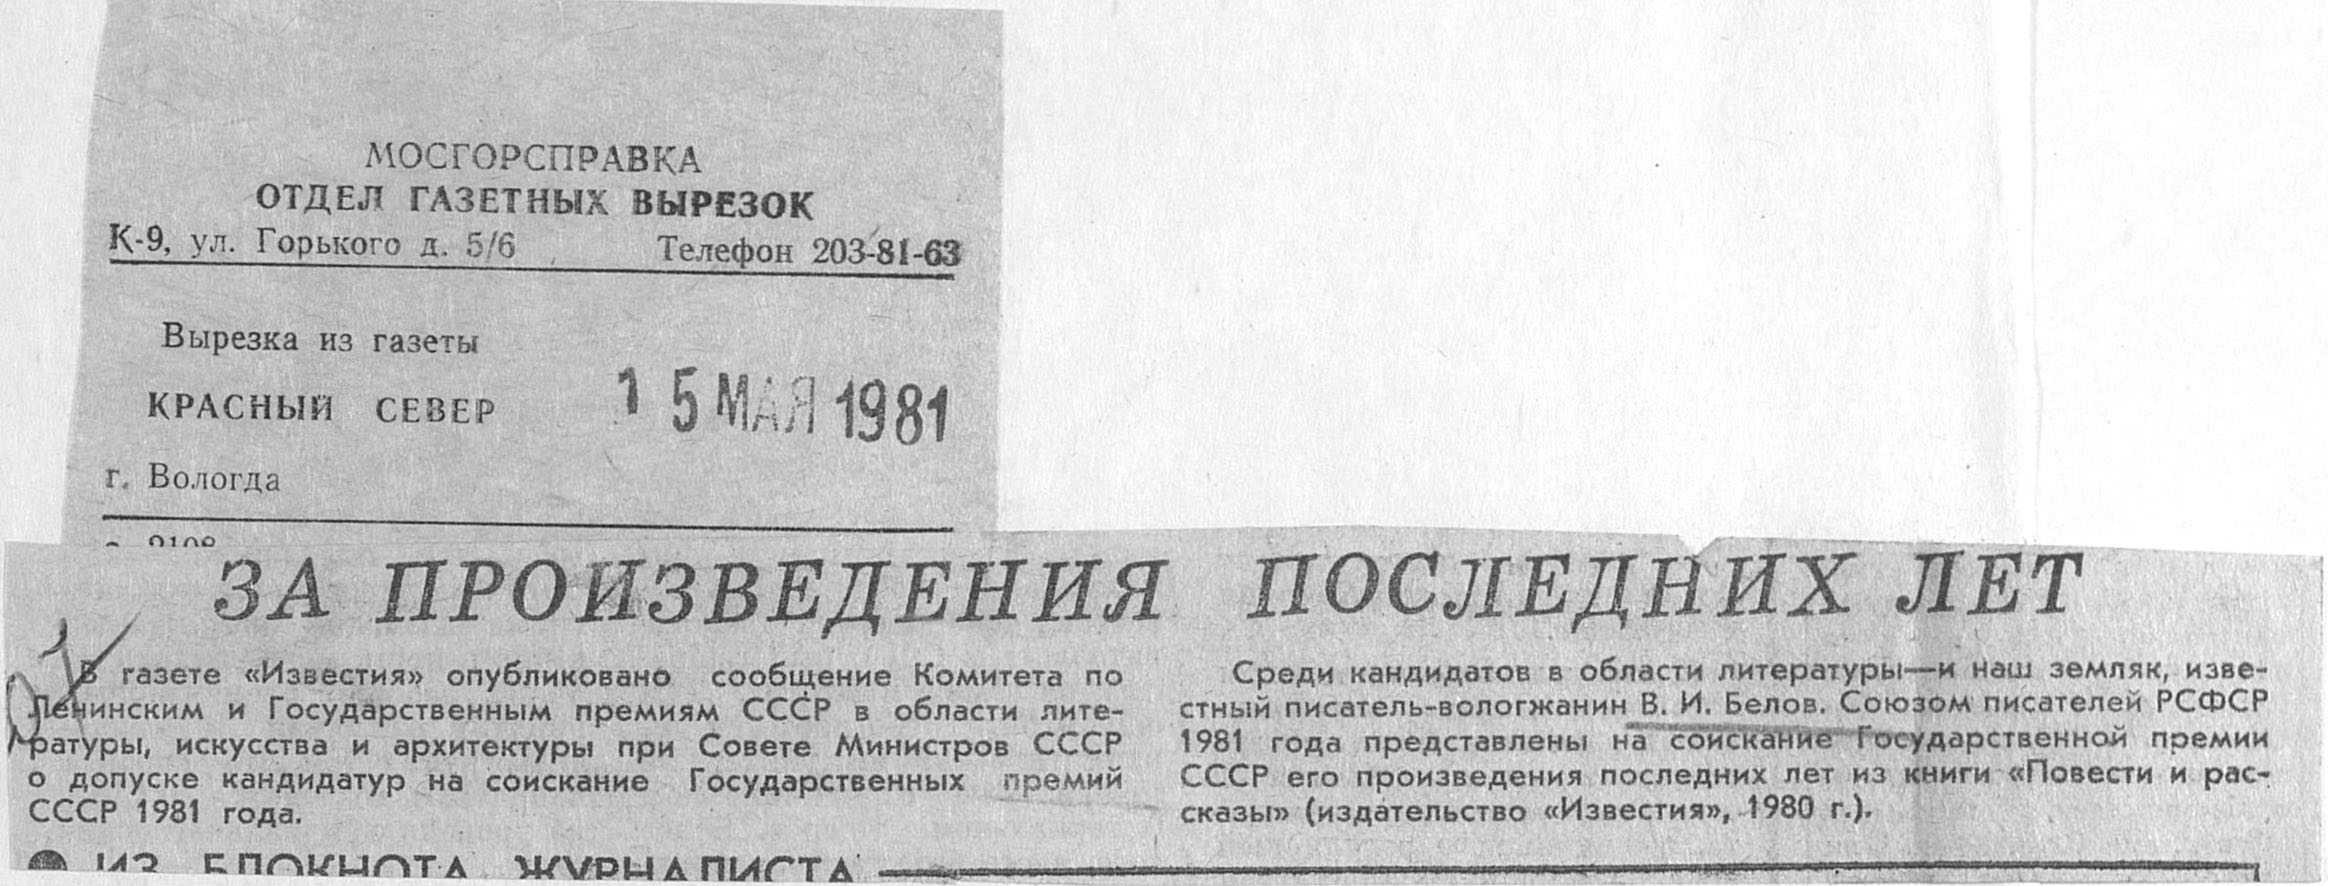 МОСГОРСПРАВКА
ОТДЕЛ ГАЗЕТНЫХ ВЫРЕЗОК
К-9, ул. Горького д. 5/6 Телефон 203-81-63
Вырезка из газеты
КРАСНЫЙ СЕВЕР
15 МАЯ 1981
г. Вологда
ЗА ПРОИЗВЕДЕНИЯ ПОСЛЕДНИХ ЛЕТ
В газете «Известия» опубликовано сообщение Комитета по
Ленинским и Государственным премиям СССР в области лите-
ратуры, искусства и архитектуры при Совете Министров СССР
о допуске кандидатур на соискание Государственных премий
СССР 1981 года.
Среди кандидатов в области литературы—и наш земляк, изве-
стный писатель-вологжанин В. И. Белов. Союзом писателей РСФСР
1981 года представлены на соискание Государственной премии
СССР его произведения последних лет из книги «Повести и рас-
сказы» (издательство «Известия», 1980 г.).
ИЗ БЛОКНОТА ЖУРНАЛИСТА